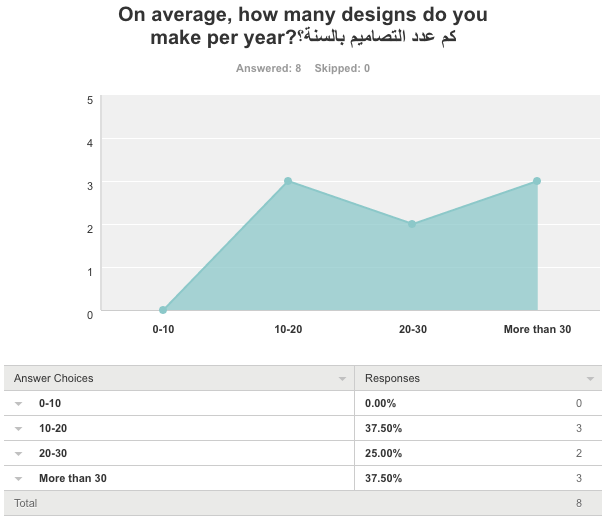 On average, how many designs do you
make per year?كم عدد التصاميم بالسنة؟
Answered: 8 Skipped: 0
5
4
3
2
1
0
0-10 10-20 20-30 More than 30
Answer Choices Responses
0-10 0.00% 0
10-20 37.50% 3
20-30 25.00% 2
More than 30 37.50% 3
Total 8